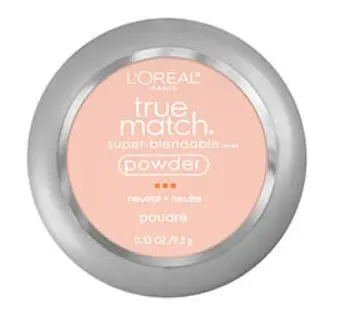 L'ORÉAL
PARIS
true
match®
super-blendable
powder
neutral • neutre
poudre
0.33 OZ/9.5 g